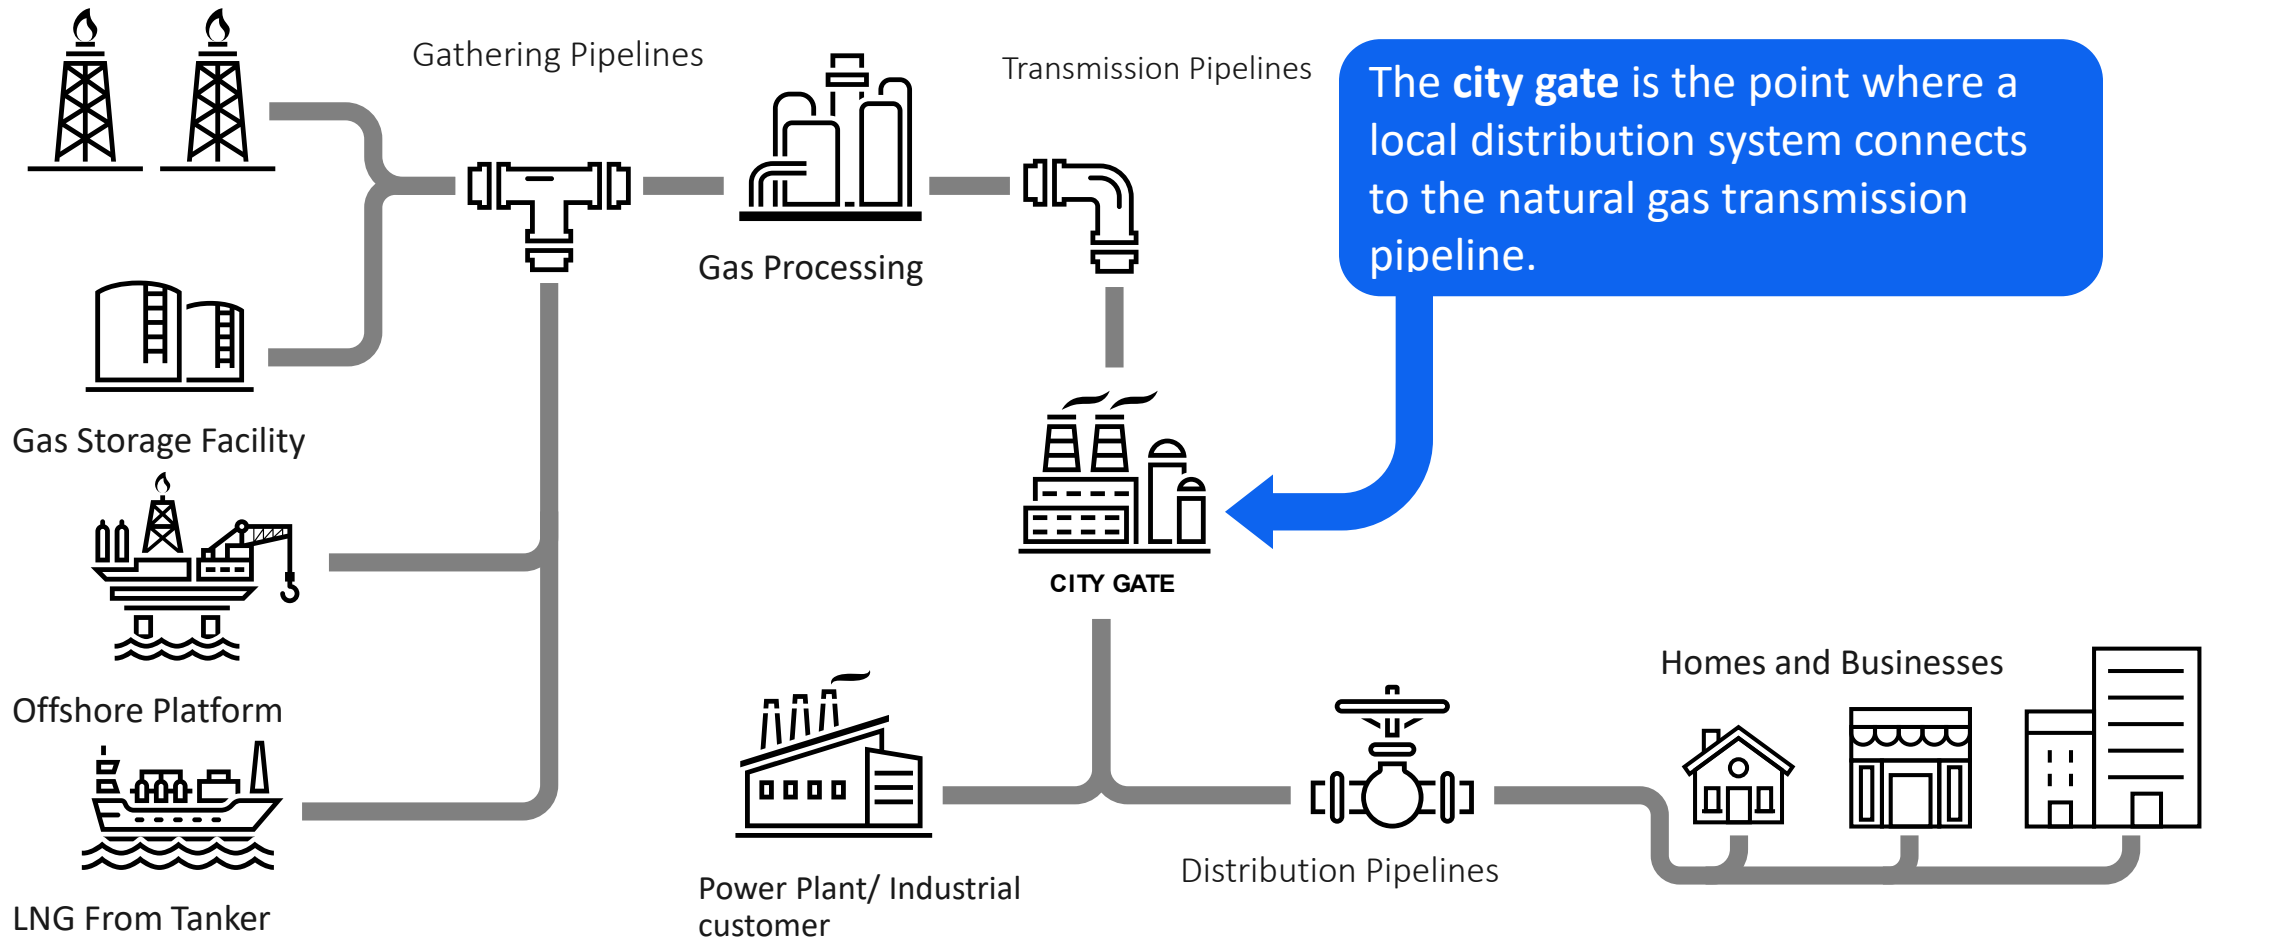 Gathering Pipelines
Transmission Pipelines
The city gate is the point where a
local distribution system connects
to the natural gas transmission
pipeline.
Gas Processing
Gas Storage Facility
CITY GATE
Offshore Platform
Homes and Businesses
Distribution Pipelines
Power Plant/ Industrial
customer
LNG From Tanker